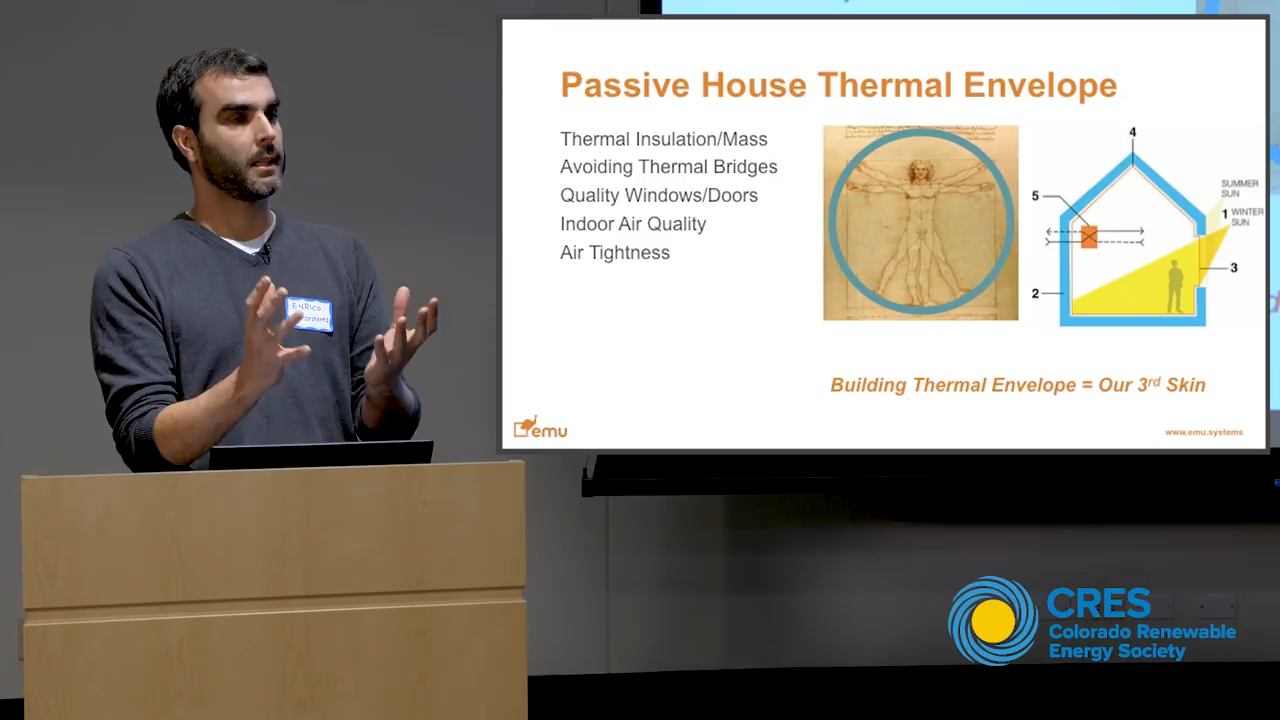 Passive House Thermal Envelope
Thermal Insulation/Mass
Avoiding Thermal Bridges
Quality Windows/Doors
Indoor Air Quality
Air Tightness
4
5
SUMMER
SUN
1 WINTER
SUN
3
2
Building Thermal Envelope = Our 3rd Skin
emu
www.emu.systems
ENRICO
SYSTEMS
CRES
Colorado Renewable
Energy Society